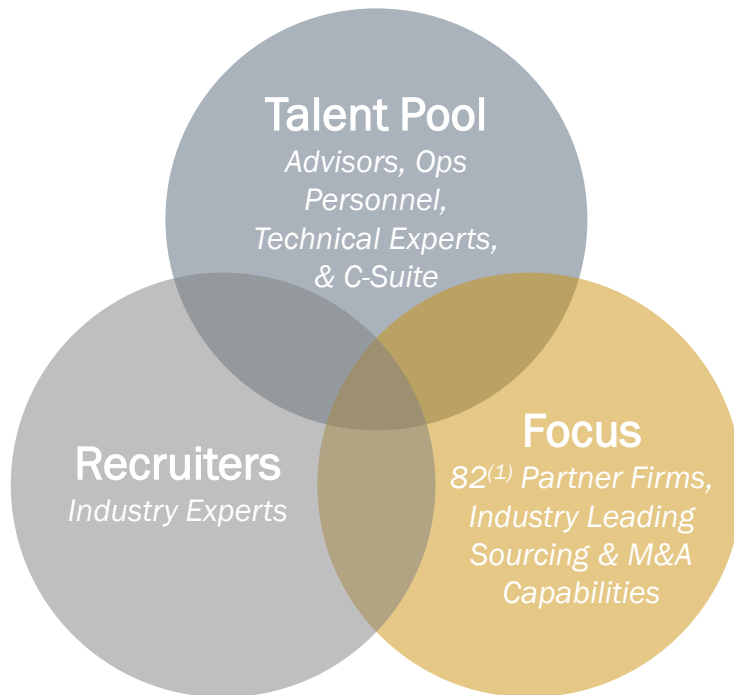 Talent Pool
Advisors, Ops
Personnel,
Technical Experts,
& C-Suite
Recruiters
Industry Experts
Focus
82(1) Partner Firms,
Industry Leading
Sourcing & M&A
Capabilities